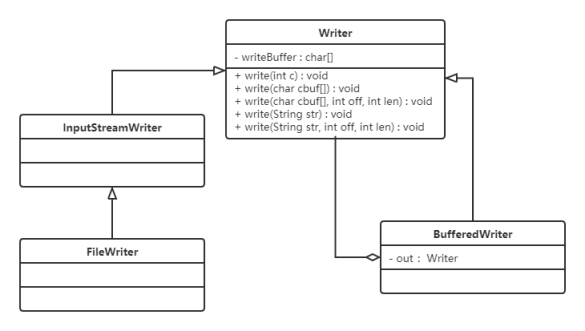 Writer
- writeBuffer : char[]
+ write(int c) : void
+ write(char cbuf[]) : void
+ write(char cbuf[], int off, int len) : void
+ write(String str) : void
+ write(String str, int off, int len) : void
InputStreamWriter
FileWriter
BufferedWriter
- out : Writer